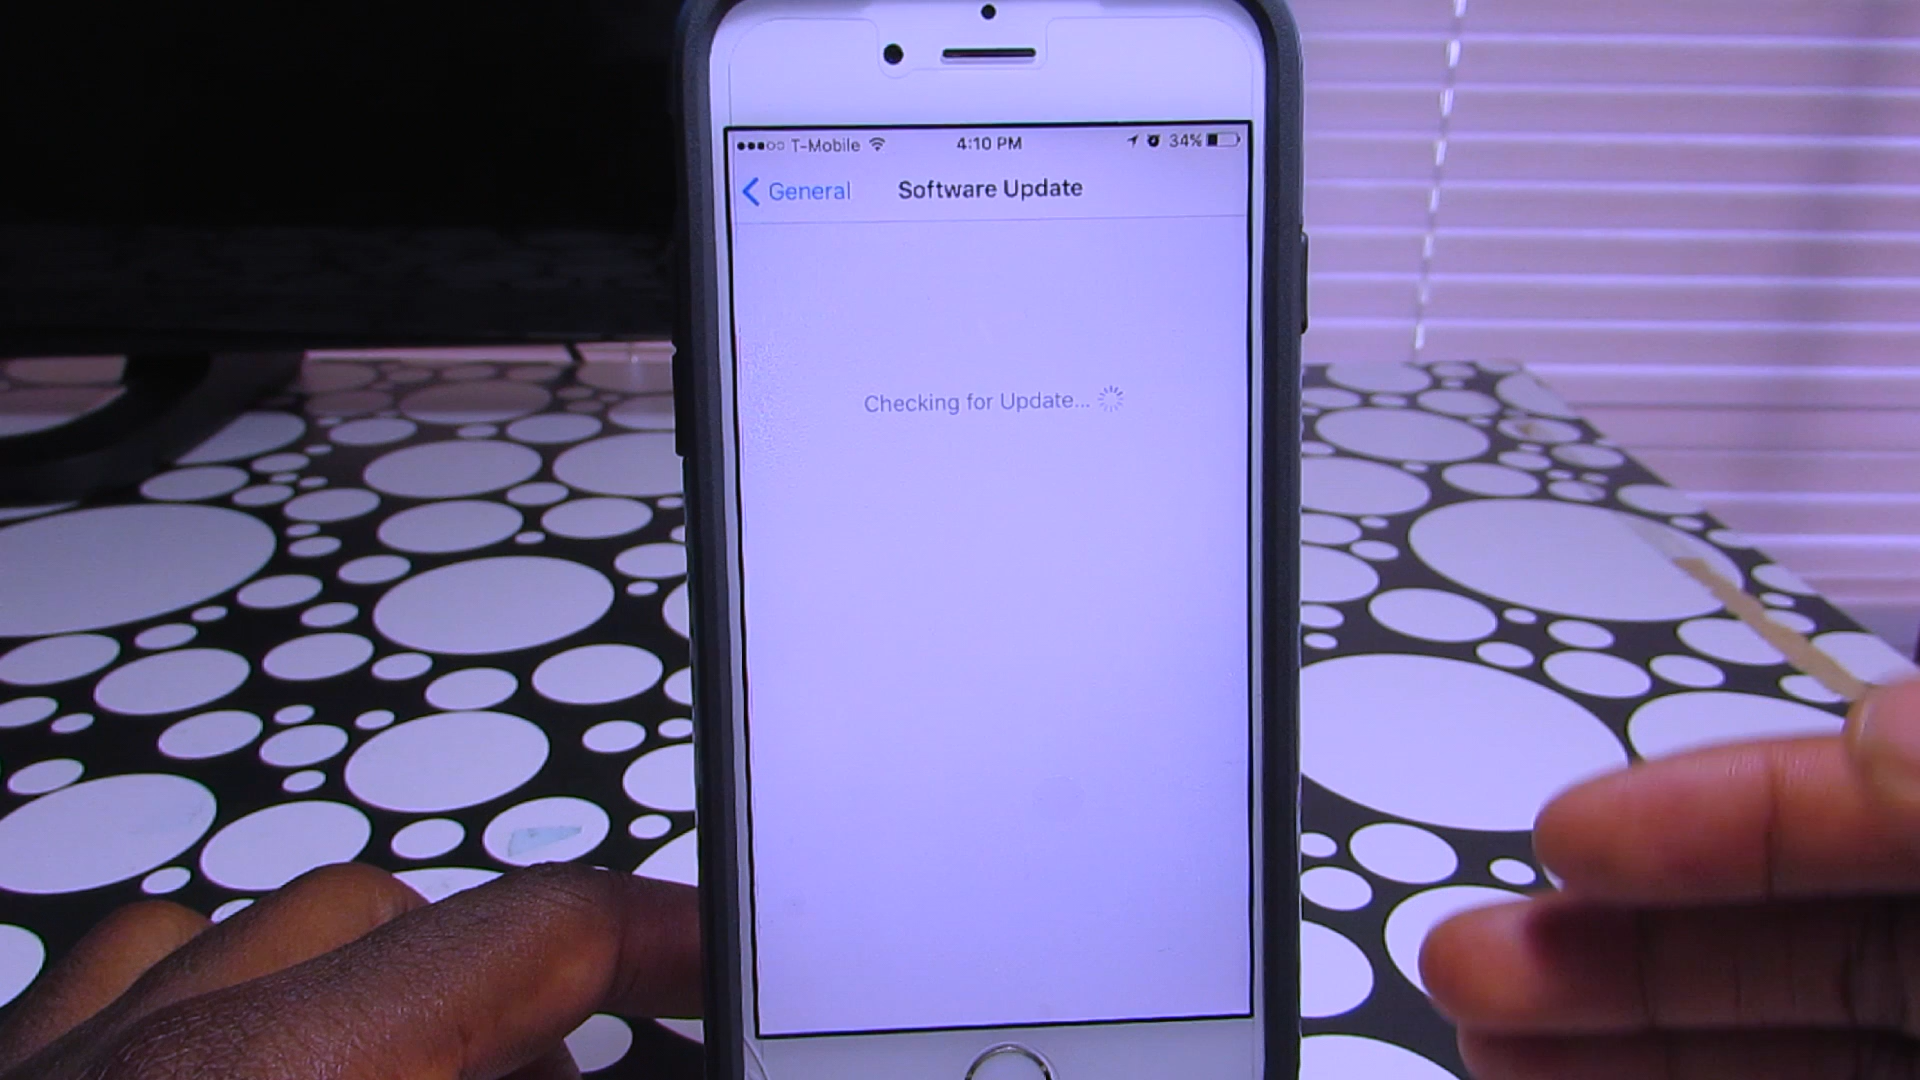 T-Mobile 4:10 PM 34%
General Software Update
Checking for Update...